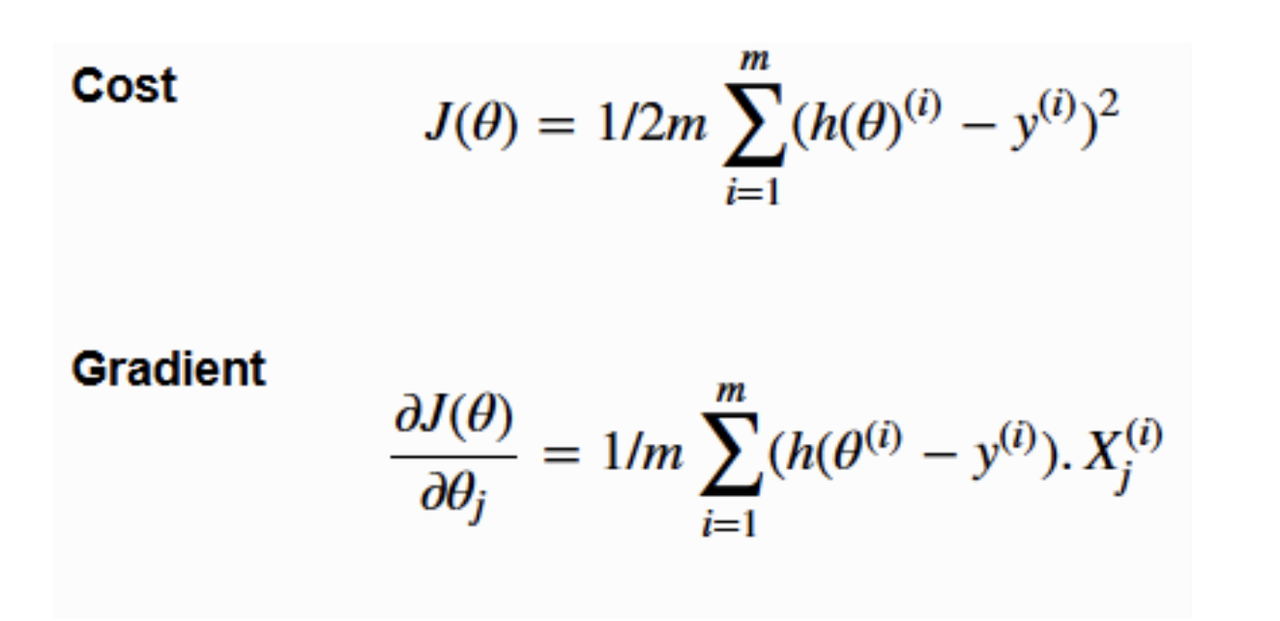 Cost
J(θ) = 1/2m ∑_{i=1}^{m} (h(θ)^{(i)} − y^{(i)})^2
Gradient
∂J(θ)/∂θ_j = 1/m ∑_{i=1}^{m} (h(θ^{(i)} − y^{(i)}). X_j^{(i)}